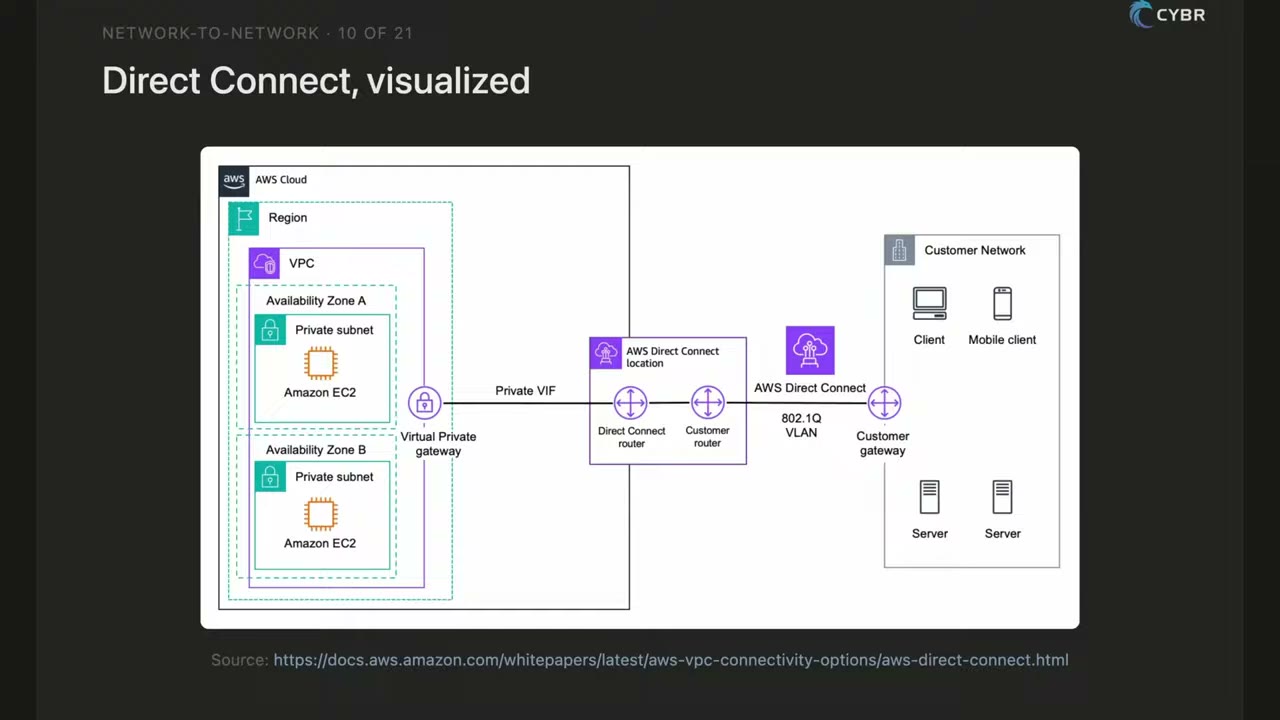 CYBR
NETWORK-TO-NETWORK · 10 OF 21
Direct Connect, visualized
aws
AWS Cloud
Region
VPC
Availability Zone A
Private subnet
Amazon EC2
Availability Zone B
Private subnet
Amazon EC2
Virtual Private
gateway
Private VIF
AWS Direct Connect
location
Direct Connect
router
Customer
router
AWS Direct Connect
802.1Q
VLAN
Customer
gateway
Customer Network
Client
Mobile client
Server
Server
Source: https://docs.aws.amazon.com/whitepapers/latest/aws-vpc-connectivity-options/aws-direct-connect.html